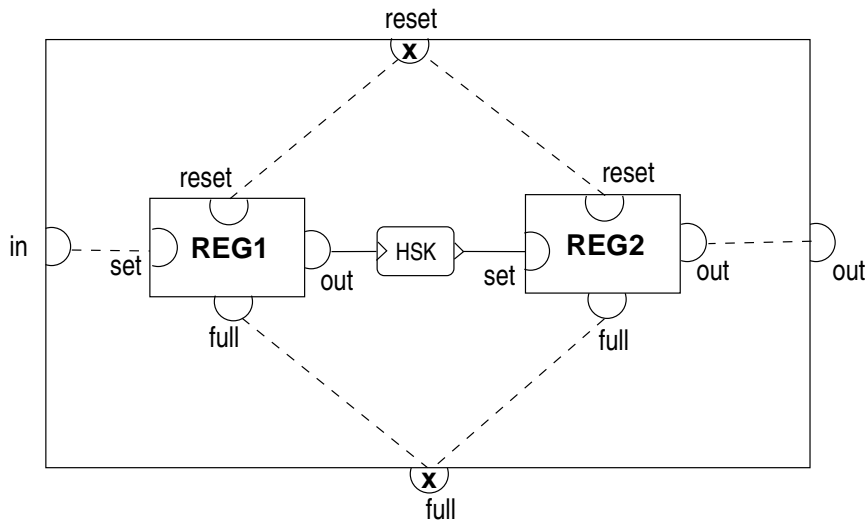 reset
x
reset
reset
in
REG1
HSK
REG2
set
out
set
out
out
full
full
x
full